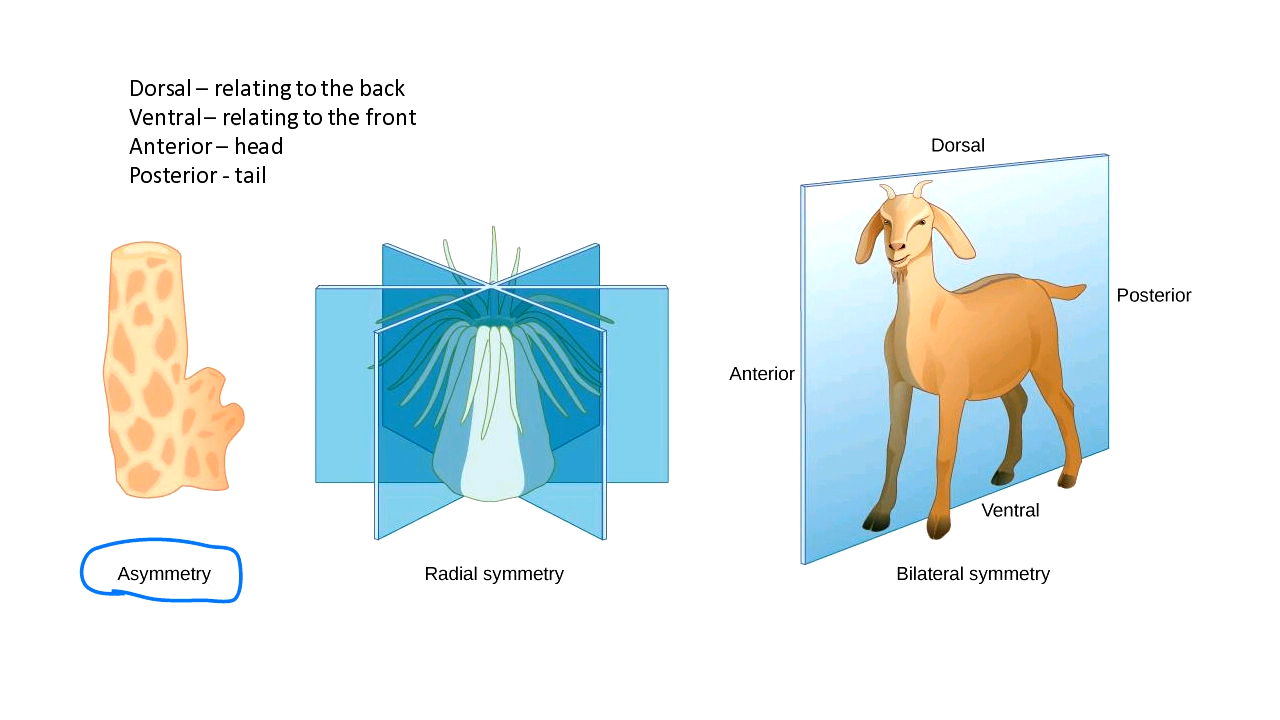 Dorsal – relating to the back
Ventral – relating to the front
Anterior – head
Posterior - tail
Dorsal
Posterior
Anterior
Ventral
Asymmetry
Radial symmetry
Bilateral symmetry